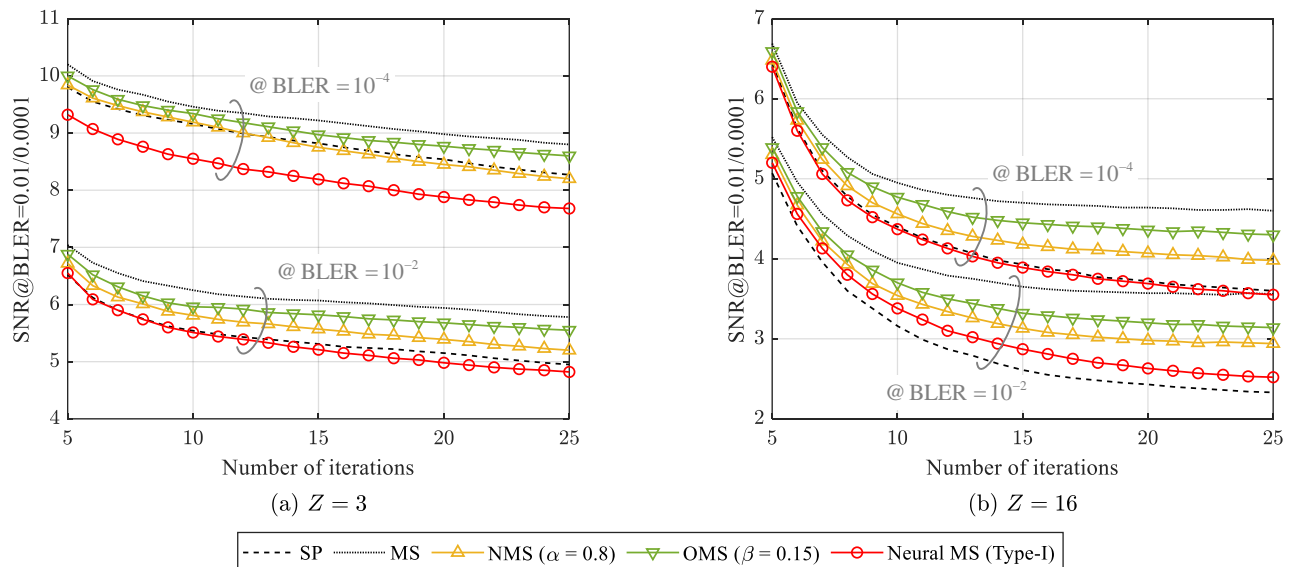 SNR@BLER=0.01/0.0001
11
10
9
8
7
6
5
4
@ BLER = 10⁻⁴
@ BLER = 10⁻²
5 10 15 20 25
Number of iterations
(a) Z = 3
SNR@BLER=0.01/0.0001
7
6
5
4
3
2
@ BLER = 10⁻⁴
@ BLER = 10⁻²
5 10 15 20 25
Number of iterations
(b) Z = 16
SP MS NMS (α = 0.8) OMS (β = 0.15) Neural MS (Type-I)